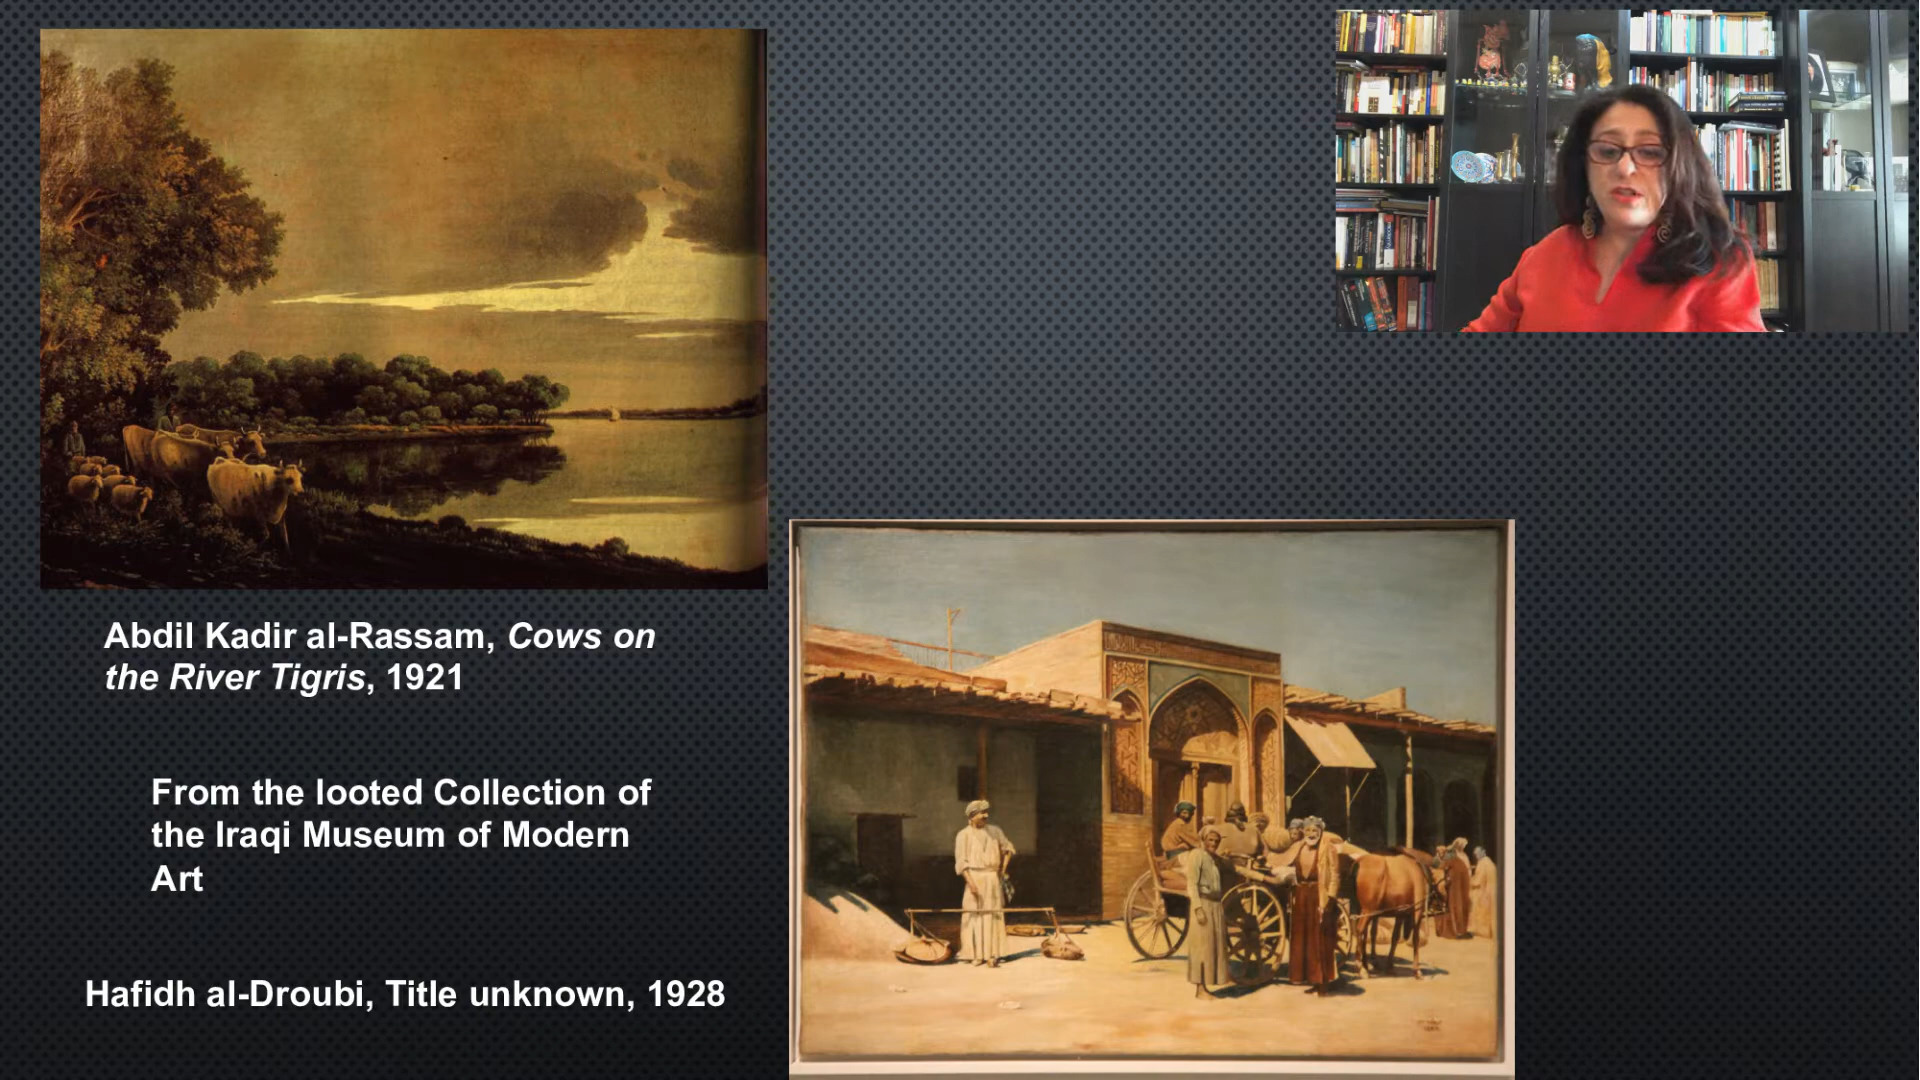 Abdil Kadir al-Rassam, Cows on
the River Tigris, 1921
From the looted Collection of
the Iraqi Museum of Modern
Art
Hafidh al-Droubi, Title unknown, 1928